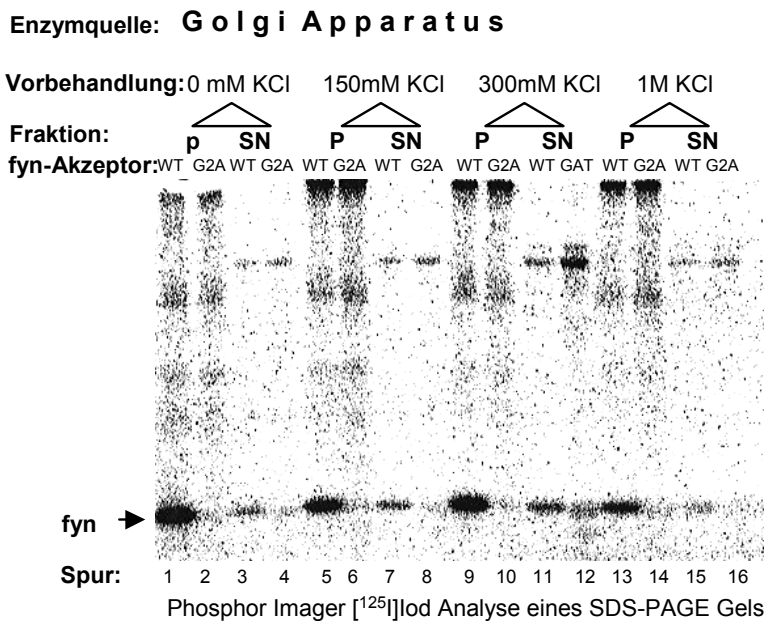 Enzymquelle: Golgi Apparatus
Vorbehandlung: 0 mM KCl 150mM KCl 300mM KCl 1M KCl
Fraktion: p SN P SN P SN P SN
fyn-Akzeptor: WT G2A WT G2A WT G2A WT G2A WT G2A WT GAT WT G2A WT G2A
fyn
Spur: 1 2 3 4 5 6 7 8 9 10 11 12 13 14 15 16
Phosphor Imager [125I]Iod Analyse eines SDS-PAGE Gels